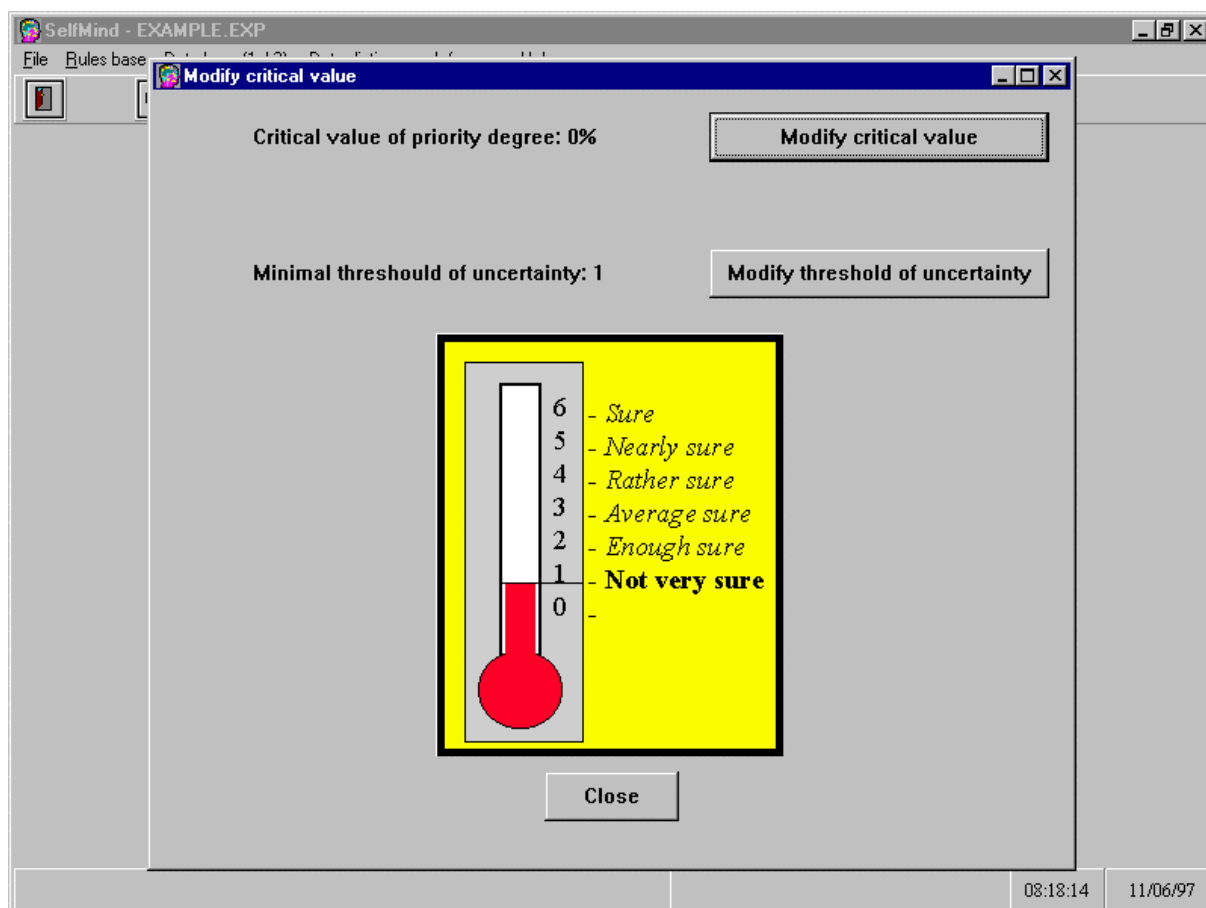 SelfMind - EXAMPLE.EXP
File Rules base
Modify critical value
Critical value of priority degree: 0% Modify critical value
Minimal threshould of uncertainty: 1 Modify threshold of uncertainty
6 - Sure
5 - Nearly sure
4 - Rather sure
3 - Average sure
2 - Enough sure
1 - Not very sure
0 -
Close
08:18:14 11/06/97